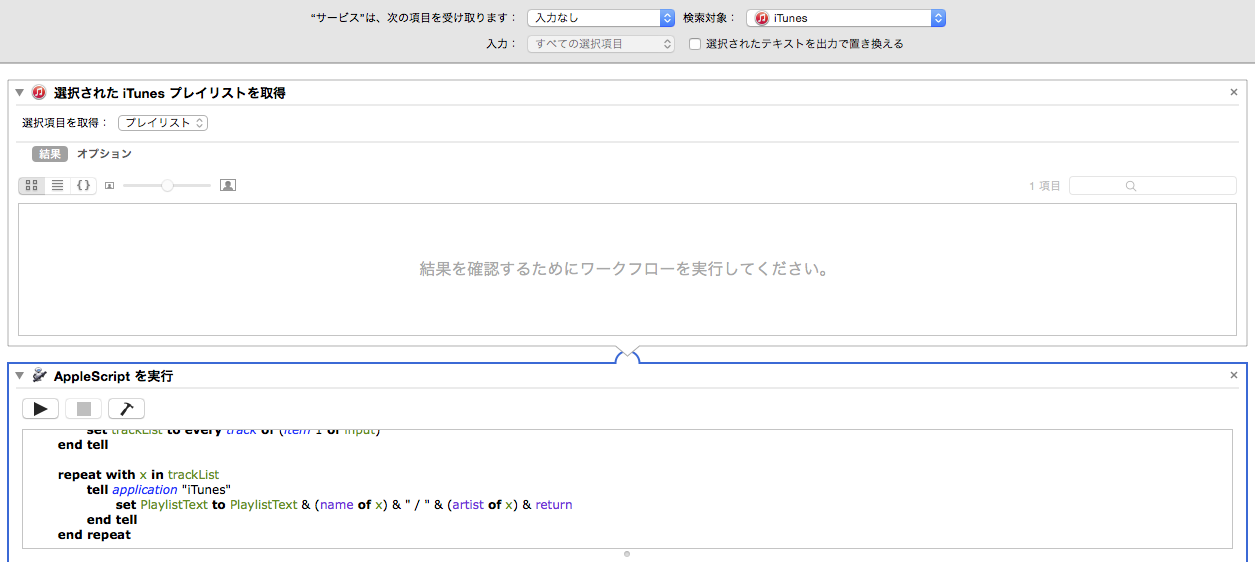 “サービス”は、次の項目を受け取ります： 入力なし 検索対象： iTunes
入力： すべての選択項目 選択されたテキストを出力で置き換える
選択された iTunes プレイリストを取得
選択項目を取得： プレイリスト
結果 オプション
1 項目
結果を確認するためにワークフローを実行してください。
AppleScript を実行
set trackList to every track of (item 1 of input)
end tell
repeat with x in trackList
tell application "iTunes"
set PlaylistText to PlaylistText & (name of x) & " / " & (artist of x) & return
end tell
end repeat